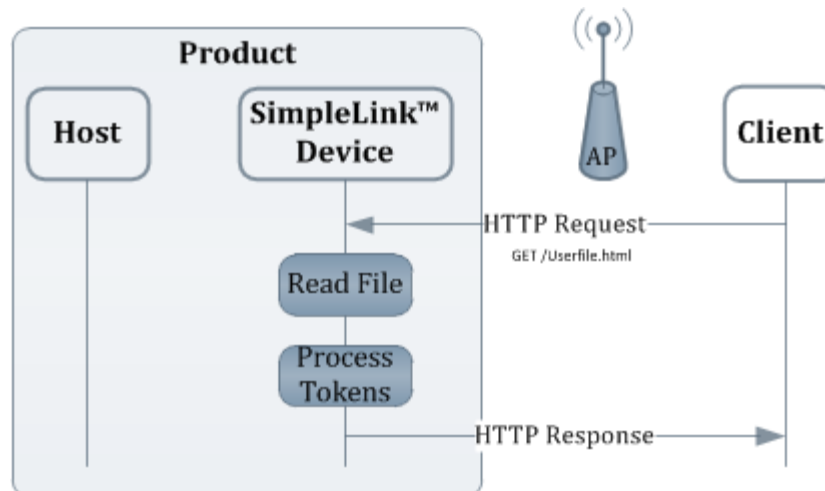 Product
Host
SimpleLink™
Device
AP
Client
HTTP Request
GET /Userfile.html
Read File
Process
Tokens
HTTP Response